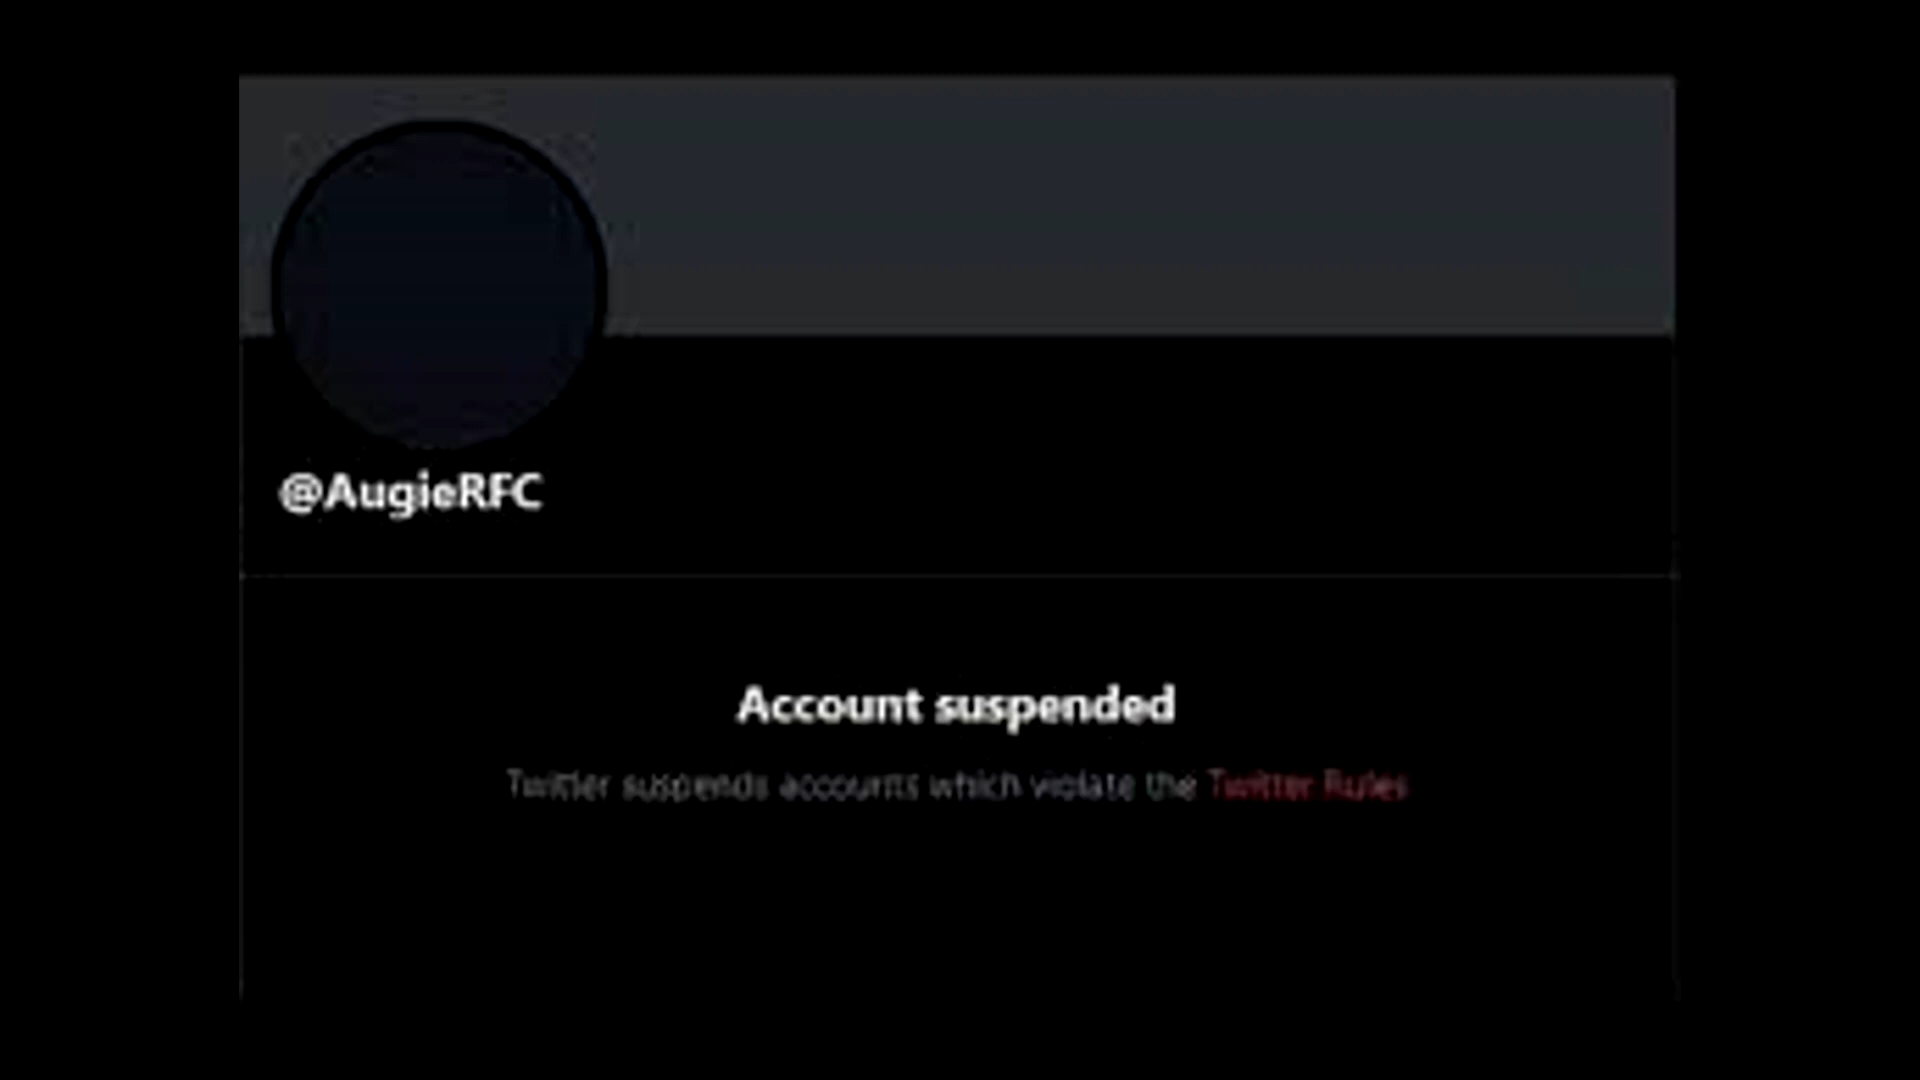 @AugieRFC
Account suspended
Twitter suspends accounts which violate the Twitter Rules